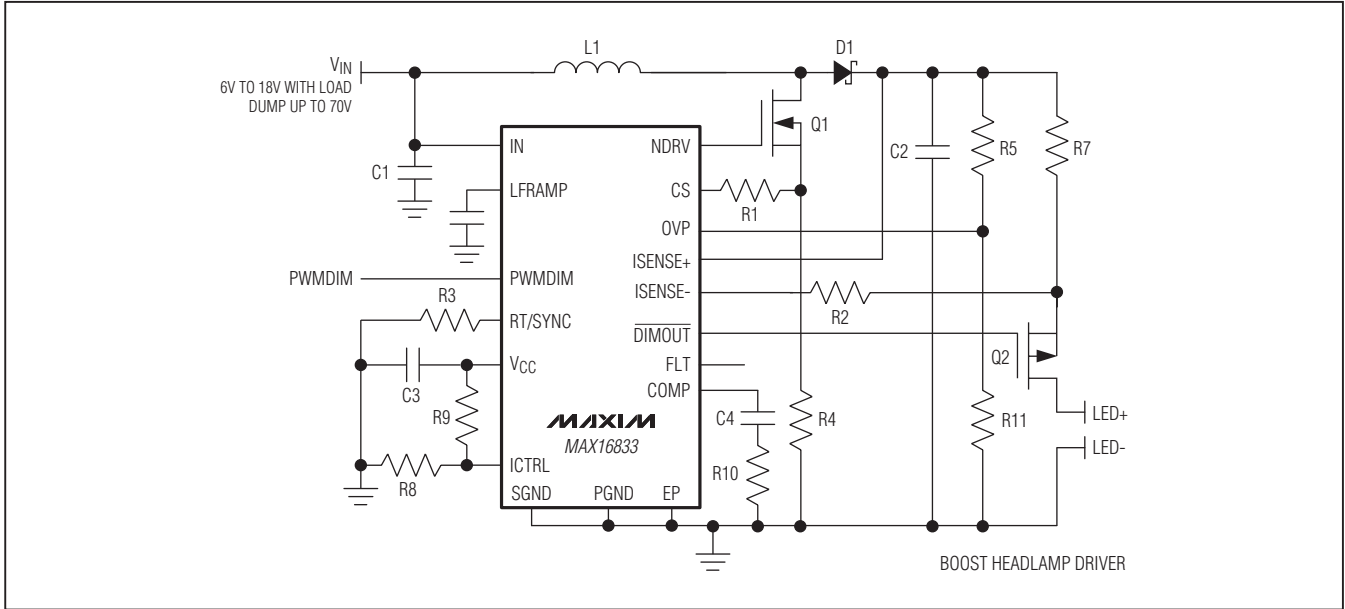 L1
D1
VIN
6V TO 18V WITH LOAD
DUMP UP TO 70V
Q1
IN
NDRV
C2
R5
R7
C1
LFRAMP
CS
R1
OVP
ISENSE+
PWMDIM
PWMDIM
ISENSE-
R3
R2
RT/SYNC
DIMOUT
Q2
VCC
FLT
C3
COMP
R9
C4
R4
R11
LED+
MAXIM
MAX16833
LED-
ICTRL
R10
R8
SGND
PGND
EP
BOOST HEADLAMP DRIVER